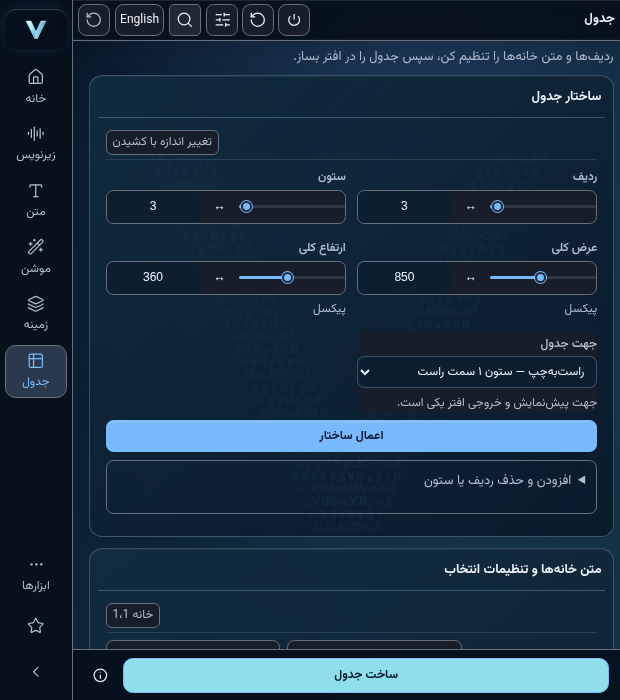 جدول
English
ردیف‌ها و متن خانه‌ها را تنظیم کن، سپس جدول را در افتر بساز.
ساختار جدول
تغییر اندازه با کشیدن
ردیف
3
ستون
3
عرض کلی
850
پیکسل
ارتفاع کلی
360
پیکسل
جهت جدول
راست‌به‌چپ — ستون ۱ سمت راست
جهت پیش‌نمایش و خروجی افتر یکی است.
اعمال ساختار
افزودن و حذف ردیف یا ستون
متن خانه‌ها و تنظیمات انتخاب
خانه 1،1
ساخت جدول
خانه
زیرنویس
متن
موشن
زمینه
جدول
ابزارها